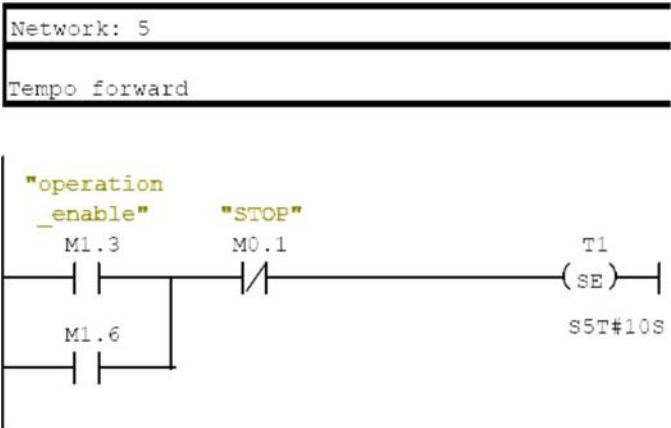 Network: 5
Tempo forward
"operation
_enable" "STOP"
M1.3 M0.1 T1
SE
S5T#10S
M1.6